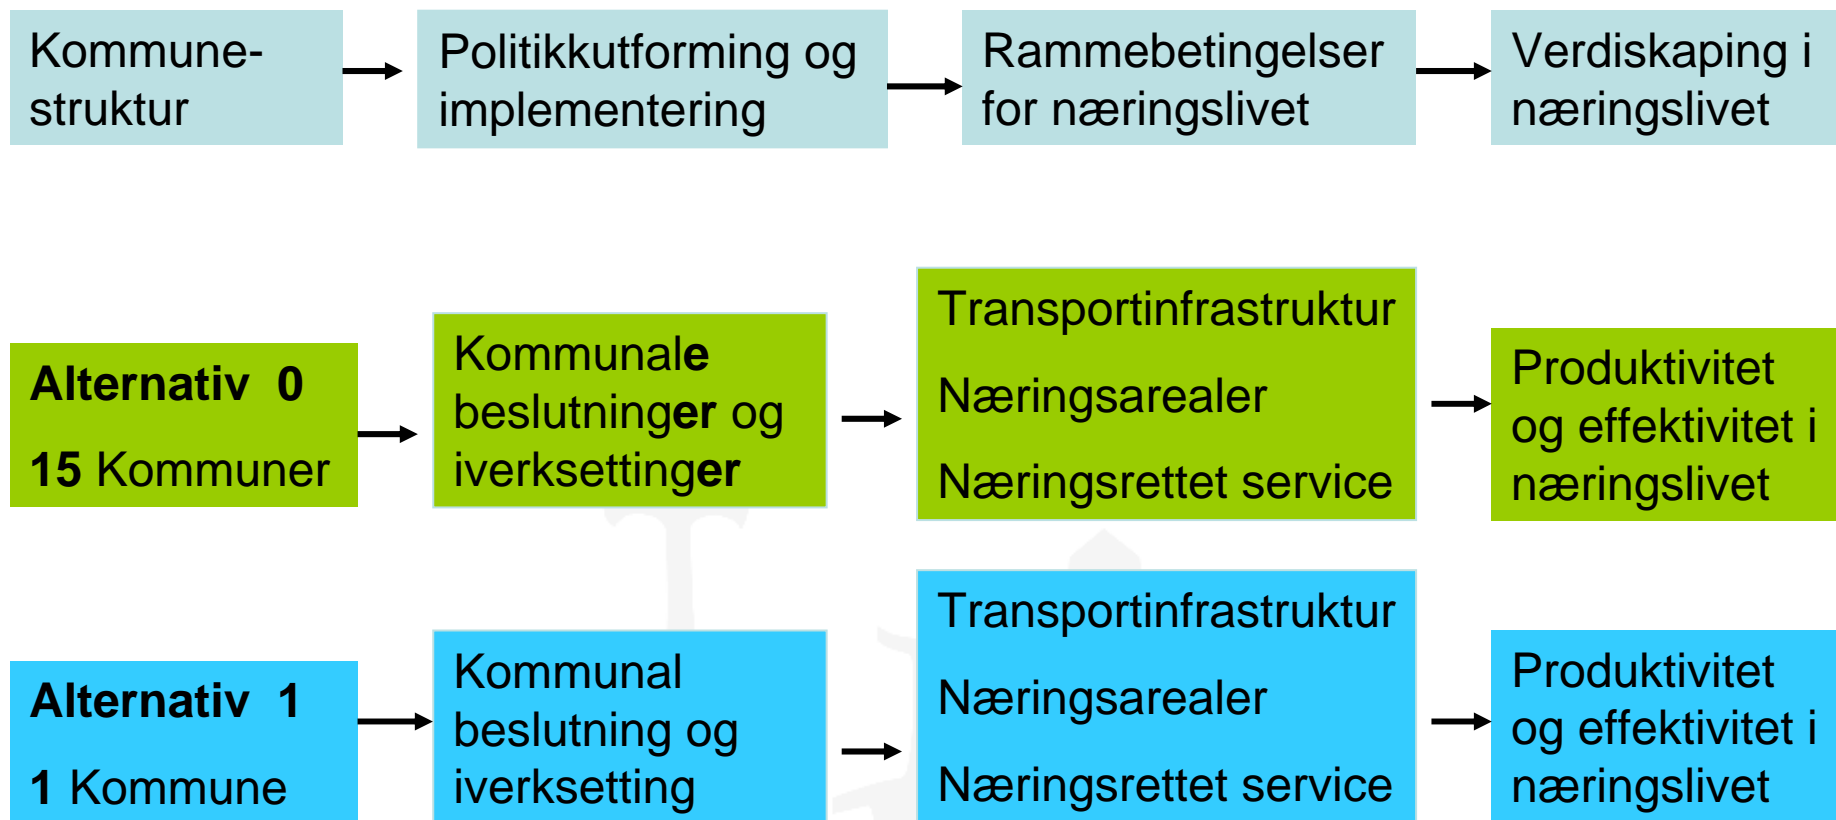 Kommune-
struktur
Politikkutforming og
implementering
Rammebetingelser
for næringslivet
Verdiskaping i
næringslivet
Alternativ 0
15 Kommuner
Kommunale
beslutninger og
iverksettinger
Transportinfrastruktur
Næringsarealer
Næringsrettet service
Produktivitet
og effektivitet i
næringslivet
Alternativ 1
1 Kommune
Kommunal
beslutning og
iverksetting
Transportinfrastruktur
Næringsarealer
Næringsrettet service
Produktivitet
og effektivitet i
næringslivet